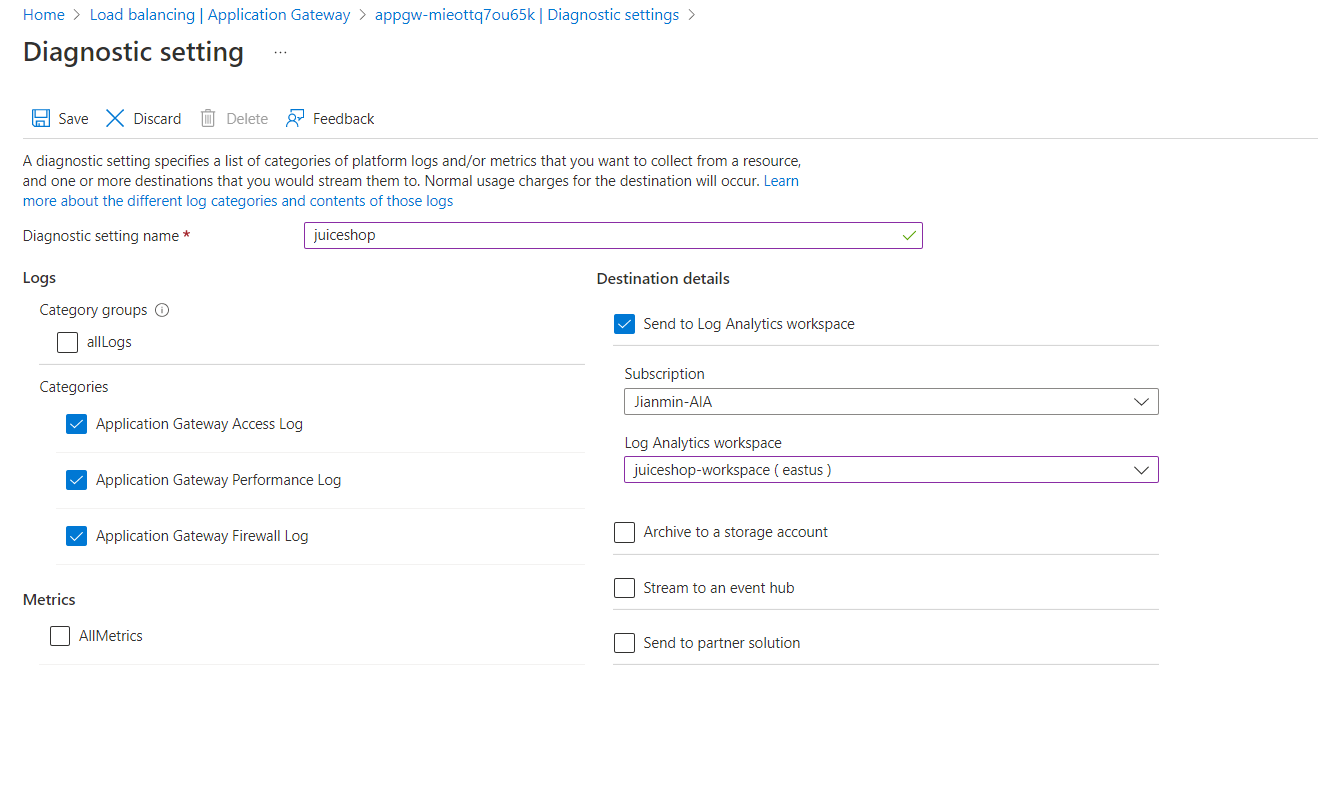 Home > Load balancing | Application Gateway > appgw-mieottq7ou65k | Diagnostic settings >
Diagnostic setting ...
Save Discard Delete Feedback
A diagnostic setting specifies a list of categories of platform logs and/or metrics that you want to collect from a resource,
and one or more destinations that you would stream them to. Normal usage charges for the destination will occur. Learn
more about the different log categories and contents of those logs
Diagnostic setting name * juiceshop
Logs
Category groups
allLogs
Categories
Application Gateway Access Log
Application Gateway Performance Log
Application Gateway Firewall Log
Metrics
AllMetrics
Destination details
Send to Log Analytics workspace
Subscription
Jianmin-AIA
Log Analytics workspace
juiceshop-workspace ( eastus )
Archive to a storage account
Stream to an event hub
Send to partner solution